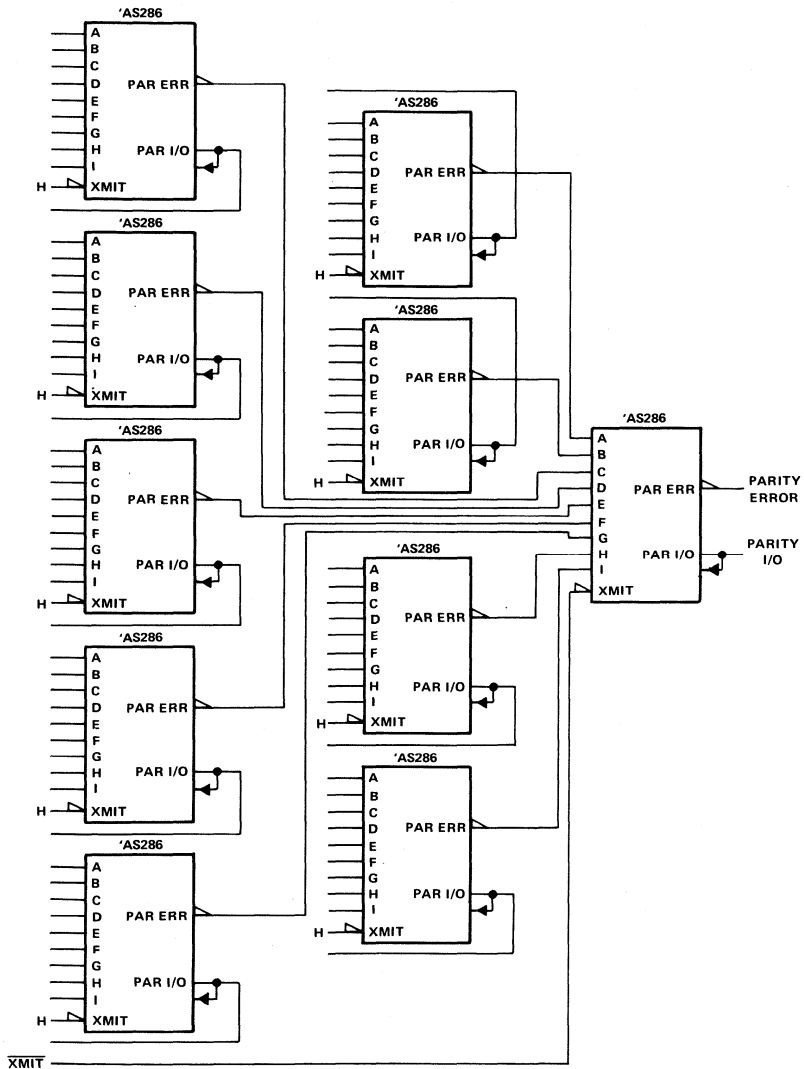 'AS286
A
B
C
D PAR ERR
E
F
G
H PAR I/O
I
H XMIT
'AS286
A
B
C
D PAR ERR
E
F
G
H PAR I/O
I
H XMIT
'AS286
A
B
C
D PAR ERR
E
F
G
H PAR I/O
I
H XMIT
'AS286
A
B
C
D PAR ERR
E
F
G
H PAR I/O
I
H XMIT
'AS286
A
B
C
D PAR ERR
E
F
G
H PAR I/O
I
H XMIT
XMIT
'AS286
A
B
C
D PAR ERR
E
F
G
H PAR I/O
I
H XMIT
'AS286
A
B
C
D PAR ERR
E
F
G
H PAR I/O
I
H XMIT
'AS286
A
B
C
D PAR ERR
E
F
G
H PAR I/O
I
H XMIT
'AS286
A
B
C
D PAR ERR
E
F
G
H PAR I/O
I
H XMIT
'AS286
A
B
C
D PAR ERR
E
F
G
H PAR I/O
I
XMIT
PARITY
ERROR
PARITY
I/O